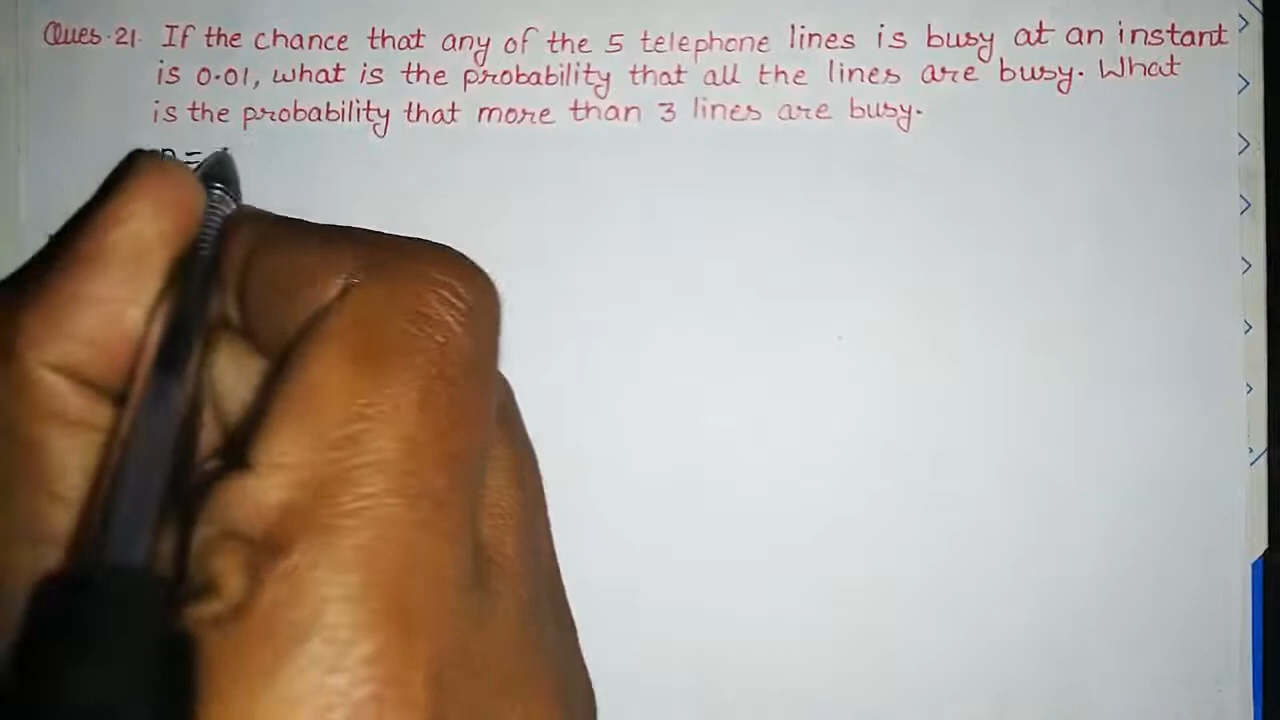 Ques·21. If the chance that any of the 5 telephone lines is busy at an instant
is 0.01, what is the probability that all the lines are busy. What
is the probability that more than 3 lines are busy.
n =